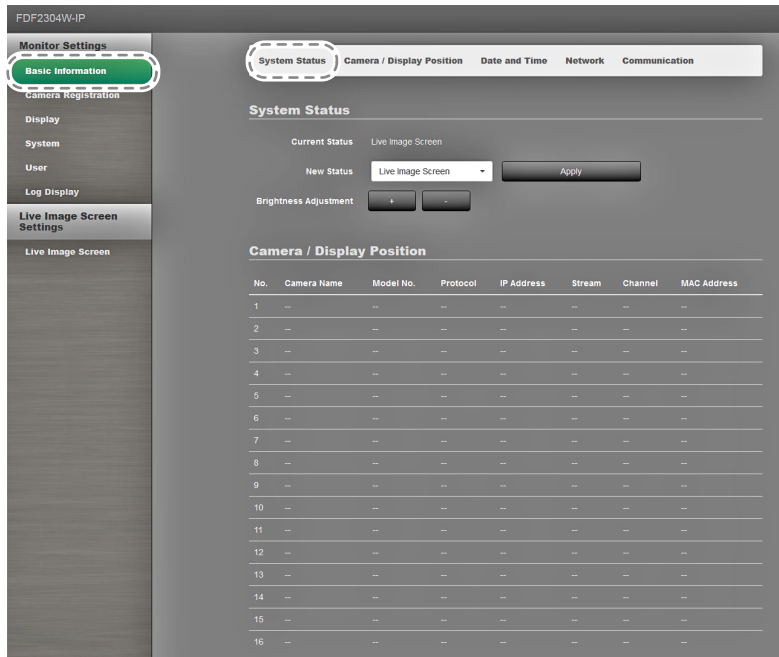 FDF2304W-IP
Monitor Settings
Basic Information
Camera Registration
Display
System
User
Log Display
Live Image Screen
Settings
Live Image Screen
System Status Camera / Display Position Date and Time Network Communication
System Status
Current Status Live Image Screen
New Status Live Image Screen Apply
Brightness Adjustment + -
Camera / Display Position
No. Camera Name Model No. Protocol IP Address Stream Channel MAC Address
1 -- -- -- -- -- -- --
2 -- -- -- -- -- -- --
3 -- -- -- -- -- -- --
4 -- -- -- -- -- -- --
5 -- -- -- -- -- -- --
6 -- -- -- -- -- -- --
7 -- -- -- -- -- -- --
8 -- -- -- -- -- -- --
9 -- -- -- -- -- -- --
10 -- -- -- -- -- -- --
11 -- -- -- -- -- -- --
12 -- -- -- -- -- -- --
13 -- -- -- -- -- -- --
14 -- -- -- -- -- -- --
15 -- -- -- -- -- -- --
16 -- -- -- -- -- -- --